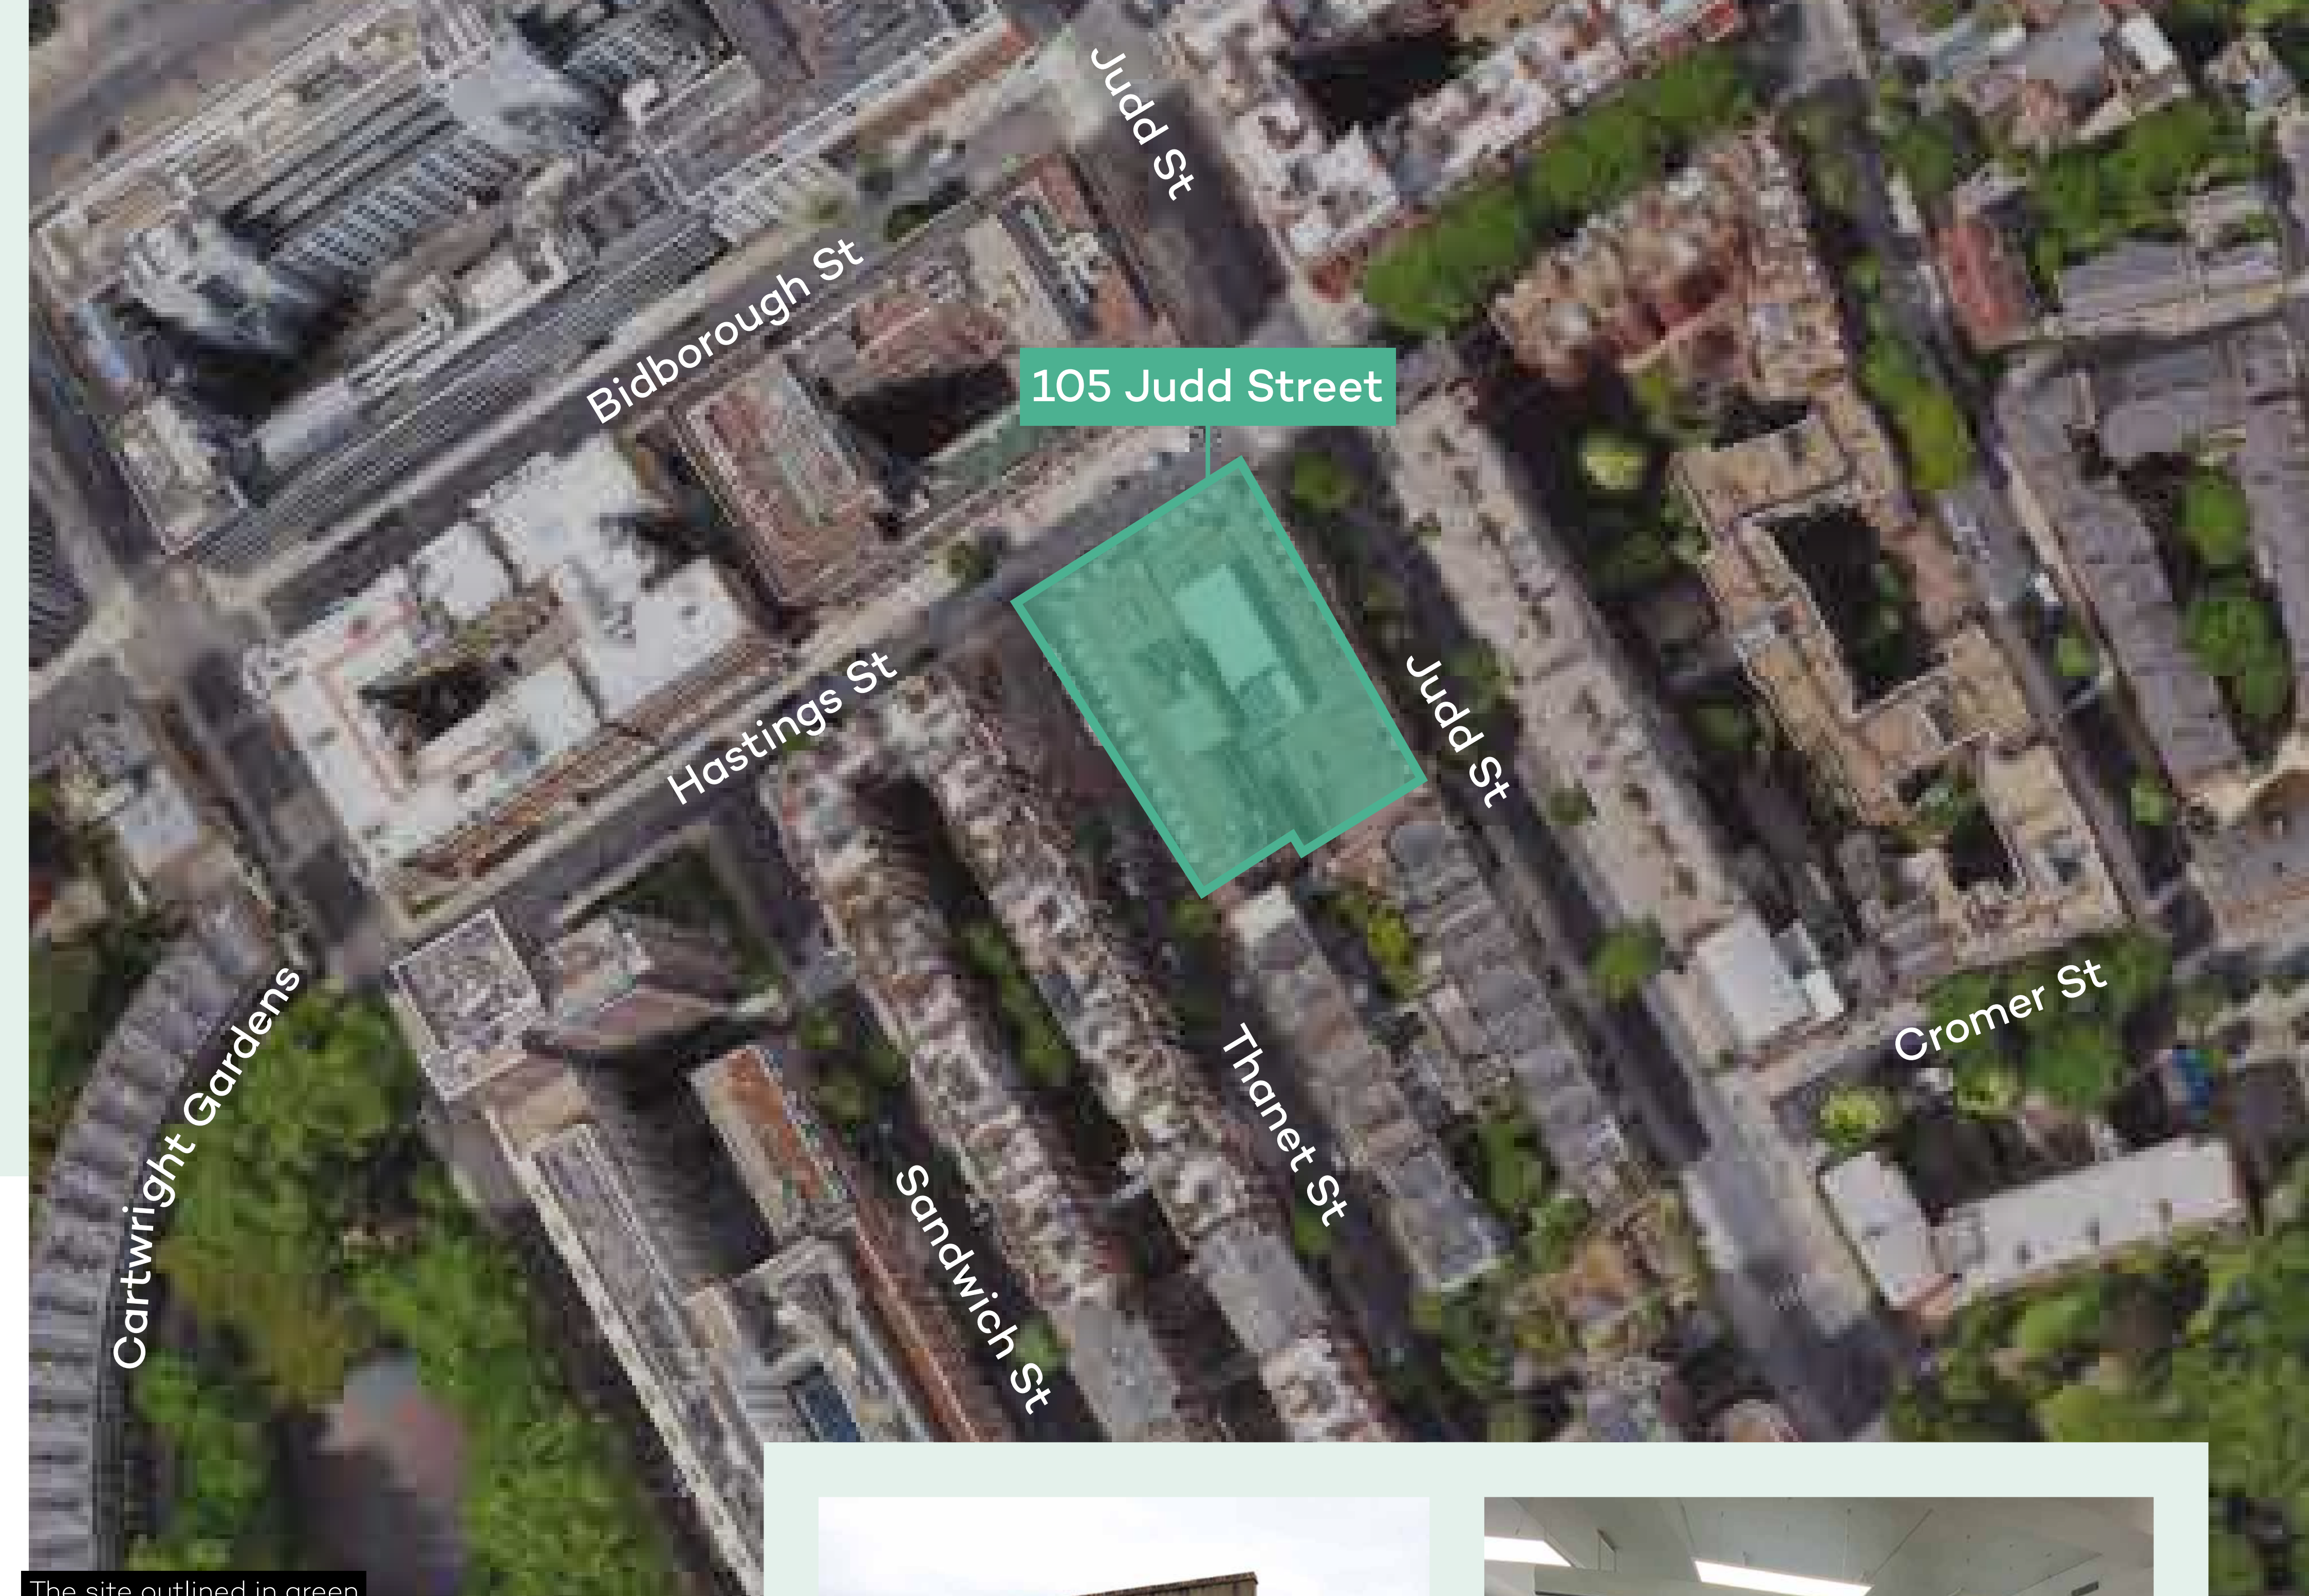 Judd St
Bidborough St
105 Judd Street
Hastings St
Judd St
Cartwright Gardens
Cromer St
Thanet St
Sandwich St
The site outlined in green